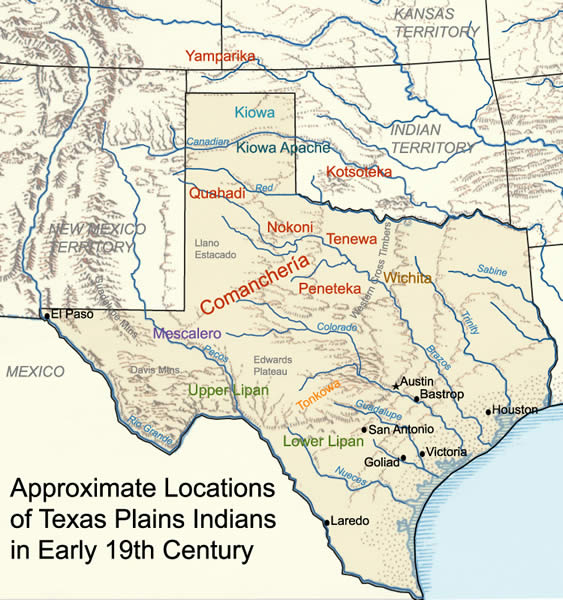 KANSAS
TERRITORY
Yamparika
Kiowa
Canadian
Kiowa Apache
INDIAN
TERRITORY
Kotsoteka
Quahadi
Red
NEW MEXICO
TERRITORY
Nokoni
Tenewa
Llano
Estacado
Western Cross Timbers
Comancheria
Wichita
Sabine
Peneteka
Guadalupe Mtns.
El Paso
Mescalero
Colorado
Trinity
Brazos
Pecos
MEXICO
Davis Mtns.
Edwards
Plateau
Upper Lipan
Tonkowa
Austin
Bastrop
Houston
Guadalupe
Rio Grande
San Antonio
Lower Lipan
Victoria
Goliad
Nueces
Laredo
Approximate Locations
of Texas Plains Indians
in Early 19th Century